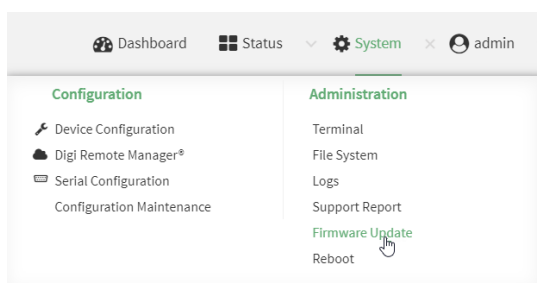 Dashboard Status System admin
Configuration
Device Configuration
Digi Remote Manager®
Serial Configuration
Configuration Maintenance
Administration
Terminal
File System
Logs
Support Report
Firmware Update
Reboot